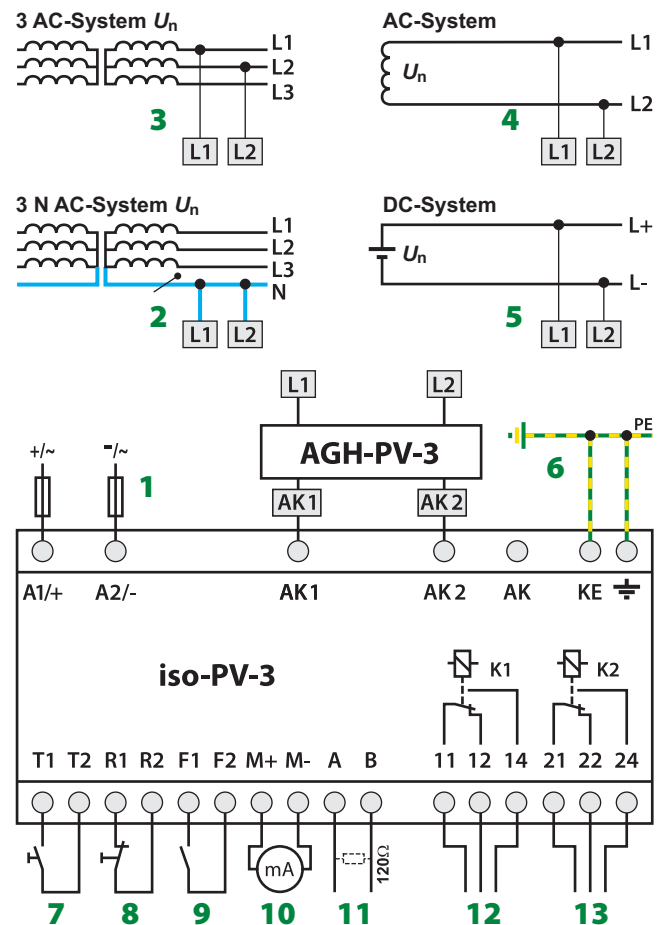 3 AC-System Un
L1
L2
L3
3
L1 L2
AC-System
L1
Un
L2
4
L1 L2
3 N AC-System Un
L1
L2
L3
N
2
L1 L2
DC-System
L+
Un
L-
5
L1 L2
L1 L2
AGH-PV-3
AK1 AK2
+/~ -/~
1
PE
6
A1/+ A2/- AK1 AK2 AK KE
iso-PV-3
K1 K2
T1 T2 R1 R2 F1 F2 M+ M- A B 11 12 14 21 22 24
mA
120Ω
7 8 9 10 11 12 13